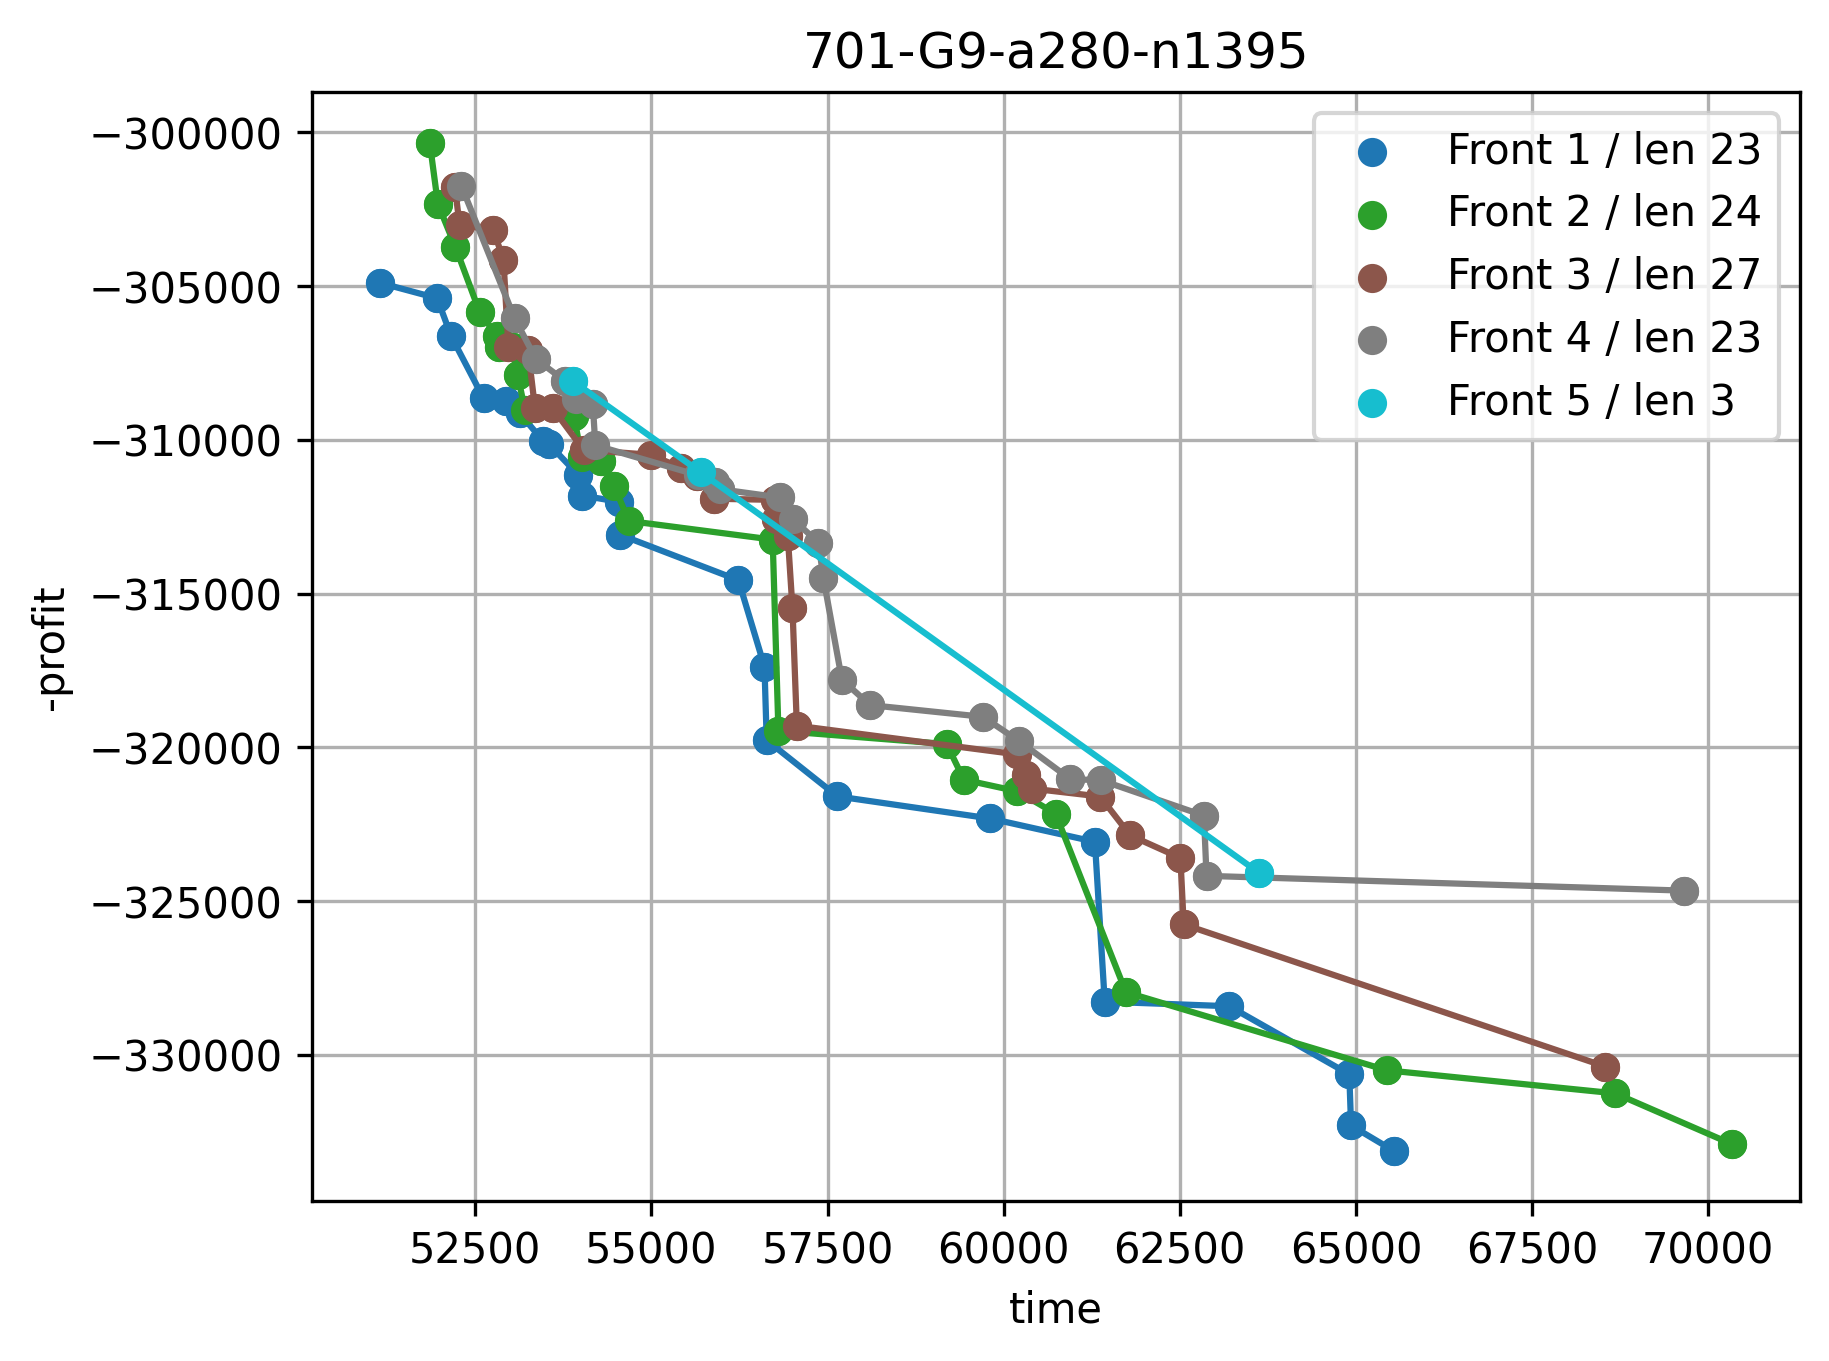 701-G9-a280-n1395
Front 1 / len 23
Front 2 / len 24
Front 3 / len 27
Front 4 / len 23
Front 5 / len 3
−300000
−305000
−310000
−315000
−320000
−325000
−330000
-profit
52500 55000 57500 60000 62500 65000 67500 70000
time